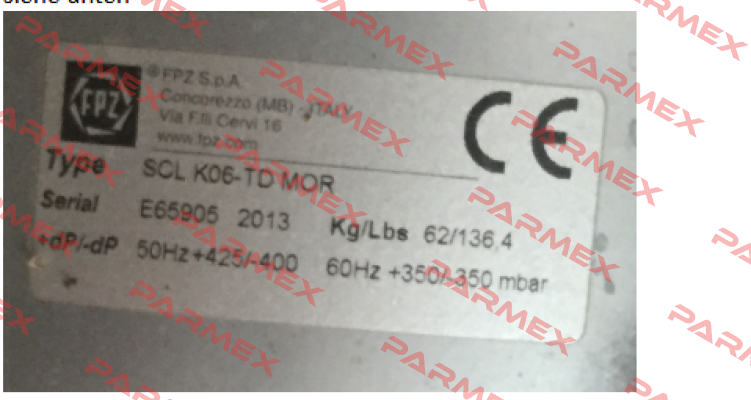 siehe unten
FPZ
® FPZ S.p.A.
Concorezzo (MB) - ITALY
Via F.lli Cervi 16
www.fpz.com
CE
Type SCL K06-TD MOR
Serial E65905 2013 Kg/Lbs 62/136,4
+dP/-dP 50Hz +425/-400 60Hz +350/-350 mbar
PARMEX